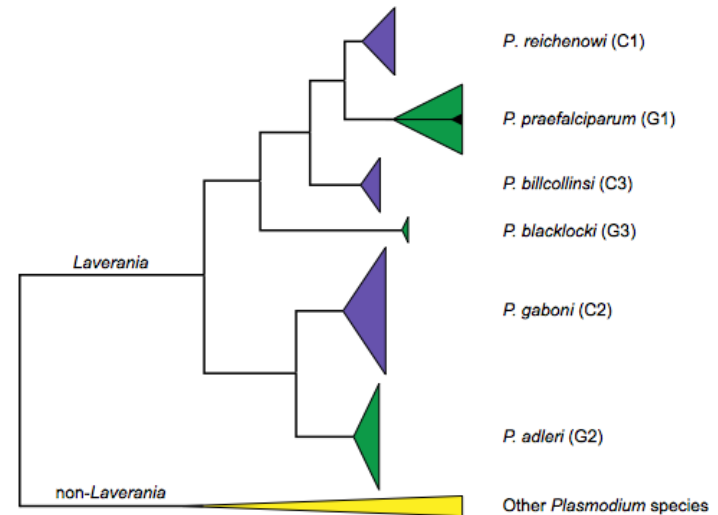 P. reichenowi (C1)
P. praefalciparum (G1)
P. billcollinsi (C3)
P. blacklocki (G3)
Laverania
P. gaboni (C2)
P. adleri (G2)
non-Laverania
Other Plasmodium species